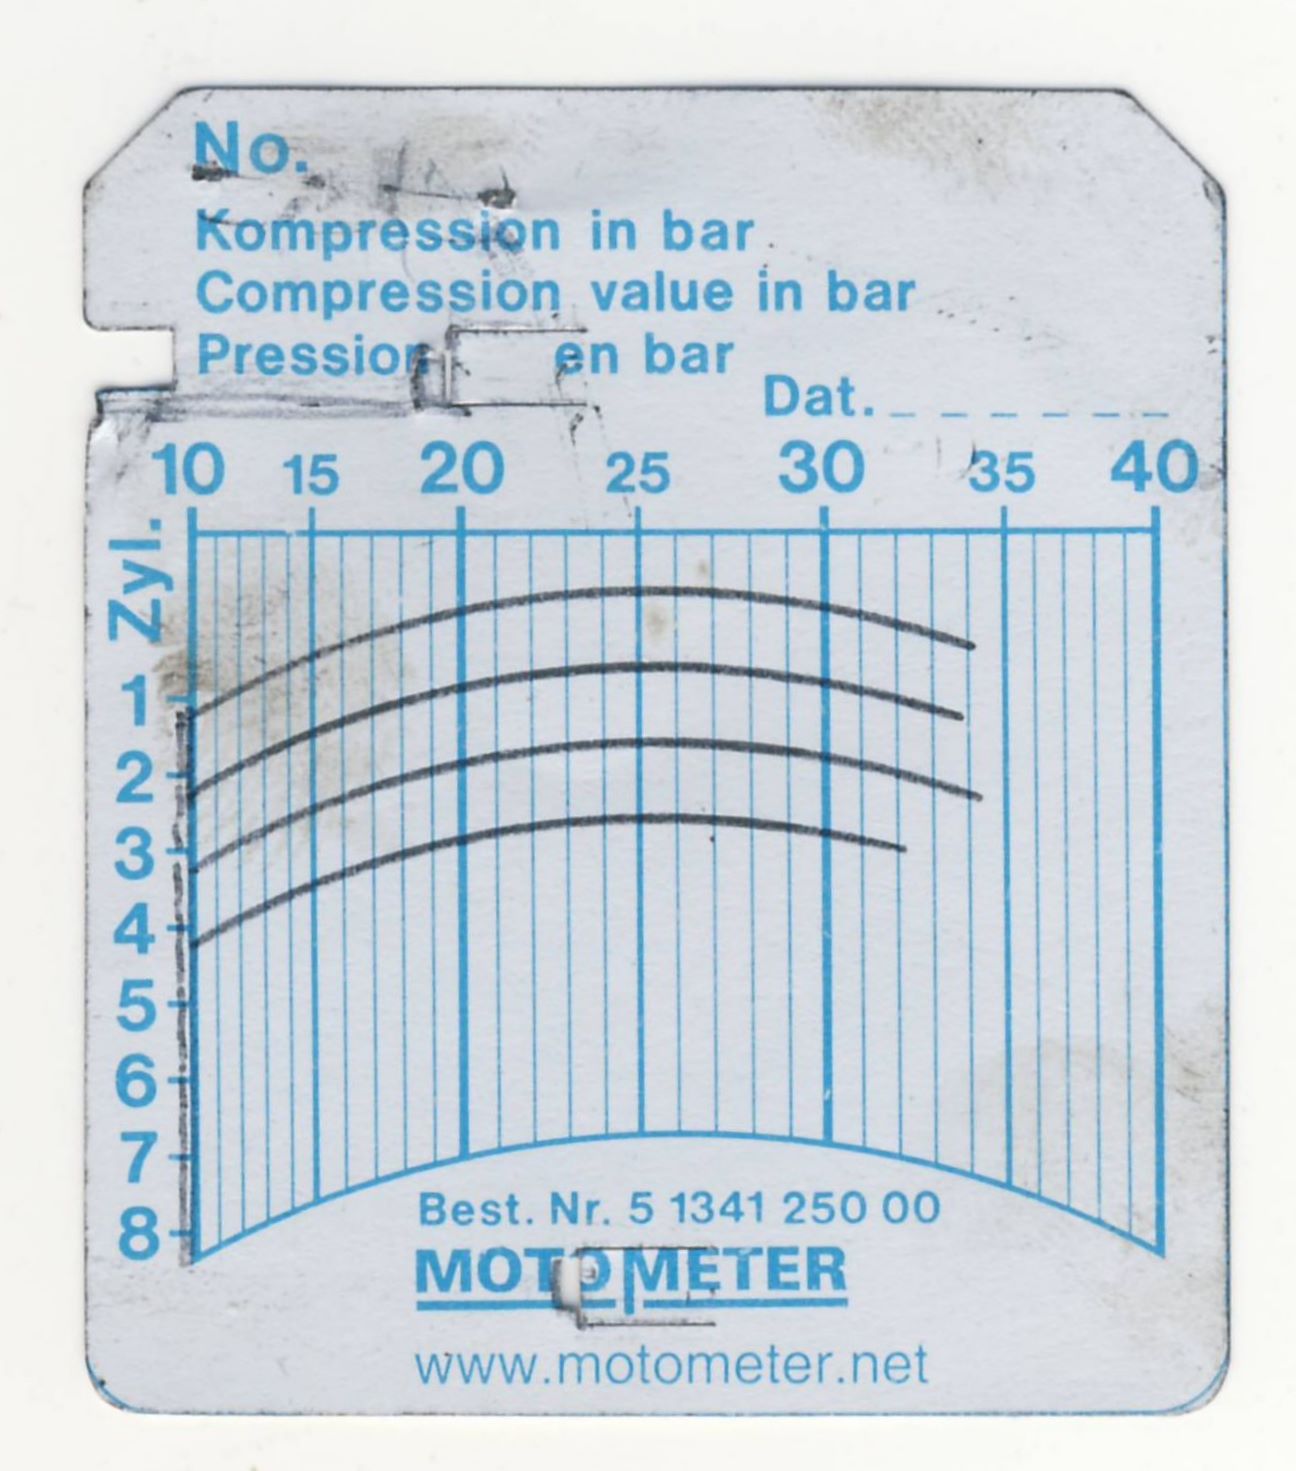 No.
Kompression in bar
Compression value in bar
Pression en bar
Dat.
10 15 20 25 30 35 40
Zyl.
1
2
3
4
5
6
7
8
Best. Nr. 5 1341 250 00
MOTOMETER
www.motometer.net